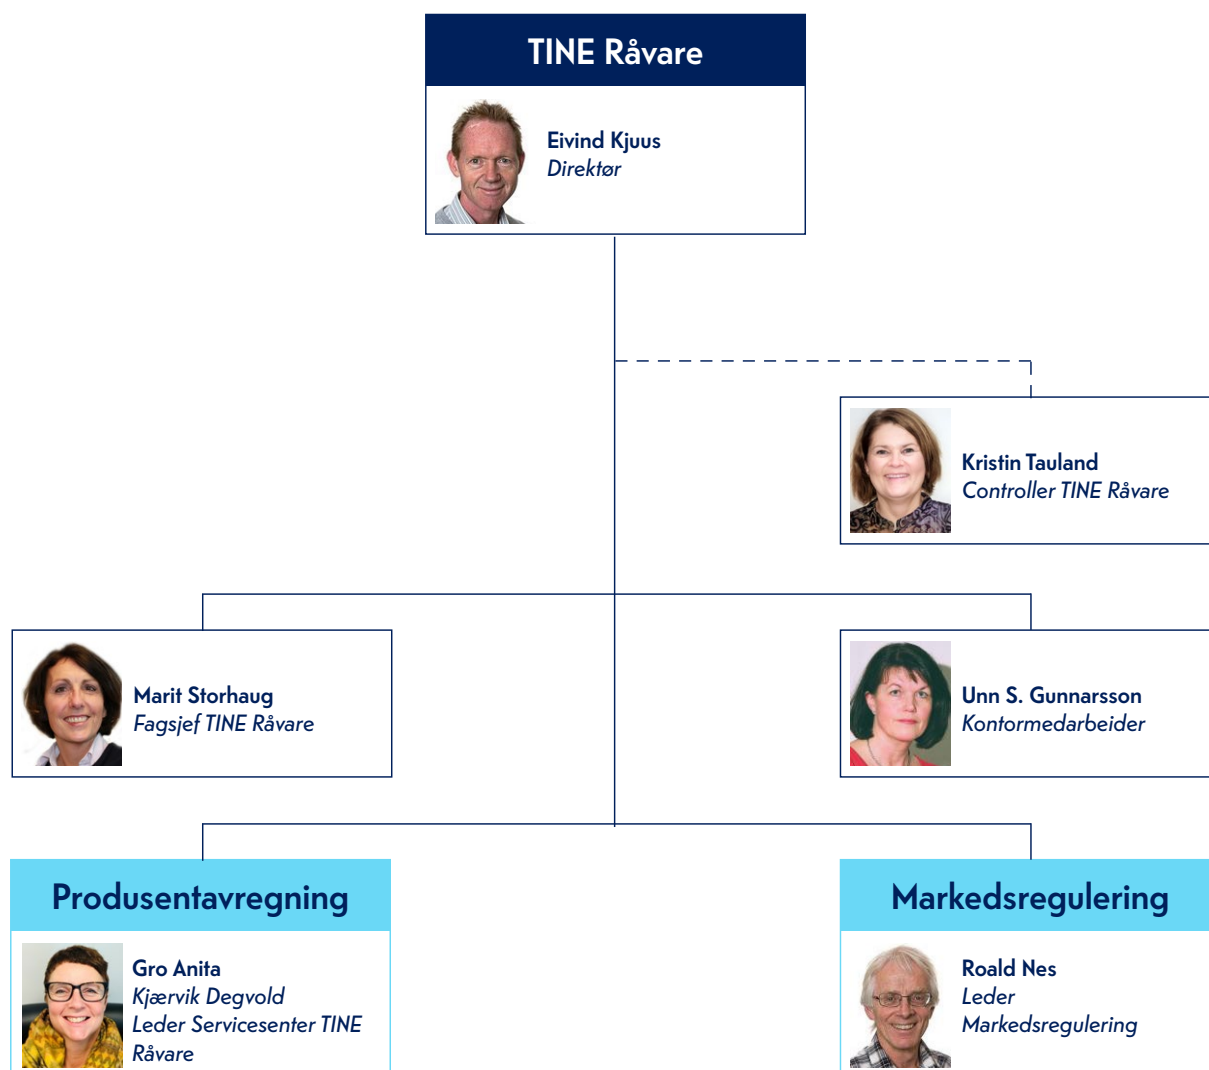 TINE Råvare
Eivind Kjuus
Direktør
Kristin Tauland
Controller TINE Råvare
Marit Storhaug
Fagsjef TINE Råvare
Unn S. Gunnarsson
Kontormedarbeider
Produsentavregning
Gro Anita
Kjærvik Degvold
Leder Servicesenter TINE
Råvare
Markedsregulering
Roald Nes
Leder
Markedsregulering